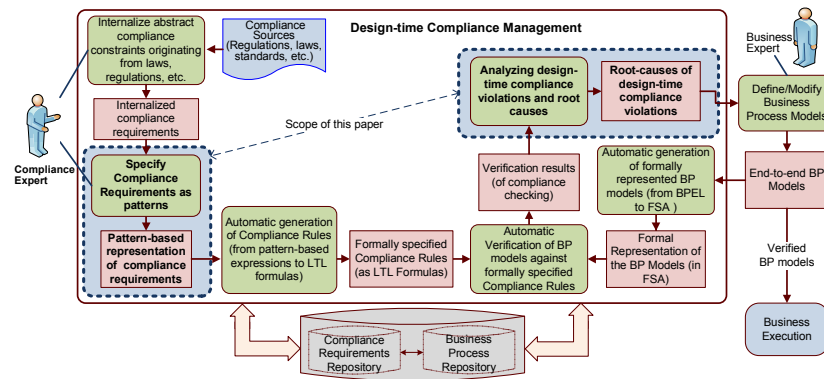 Design-time Compliance Management
Internalize abstract
compliance
constraints originating
from laws,
regulations, etc.
Compliance
Sources
(Regulations, laws,
standards, etc.)
Business
Expert
Analyzing design-
time compliance
violations and root
causes
Root-causes of
design-time
compliance
violations
Define/Modify
Business
Process Models
Internalized
compliance
requirements
Scope of this paper
Compliance
Expert
Specify
Compliance
Requirements as
patterns
Verification results
(of compliance
checking)
Automatic generation
of formally
represented BP
models (from BPEL
to FSA )
End-to-end BP
Models
Pattern-based
representation
of compliance
requirements
Automatic generation
of Compliance Rules
(from pattern-based
expressions to LTL
formulas)
Formally specified
Compliance Rules
(as LTL Formulas)
Automatic
Verification of BP
models against
formally specified
Compliance Rules
Formal
Representation of
the BP Models (in
FSA)
Verified
BP models
Compliance
Requirements
Repository
Business
Process
Repository
Business
Execution